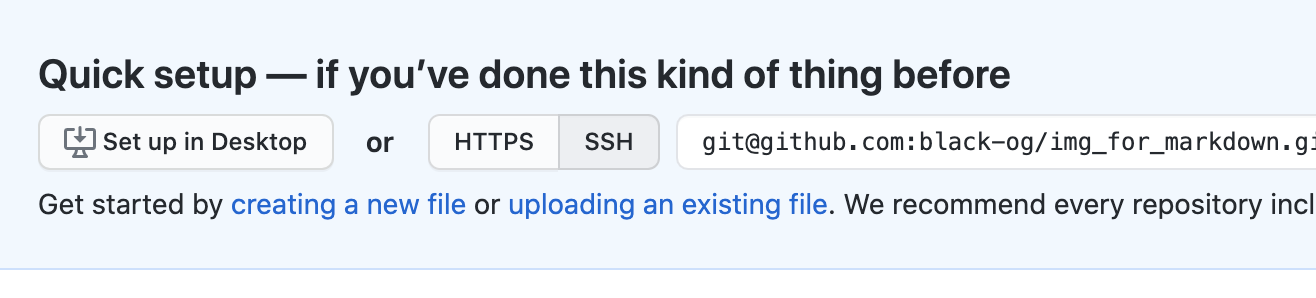 Quick setup — if you’ve done this kind of thing before
Set up in Desktop or HTTPS SSH git@github.com:black-og/img_for_markdown.gi
Get started by creating a new file or uploading an existing file. We recommend every repository incl